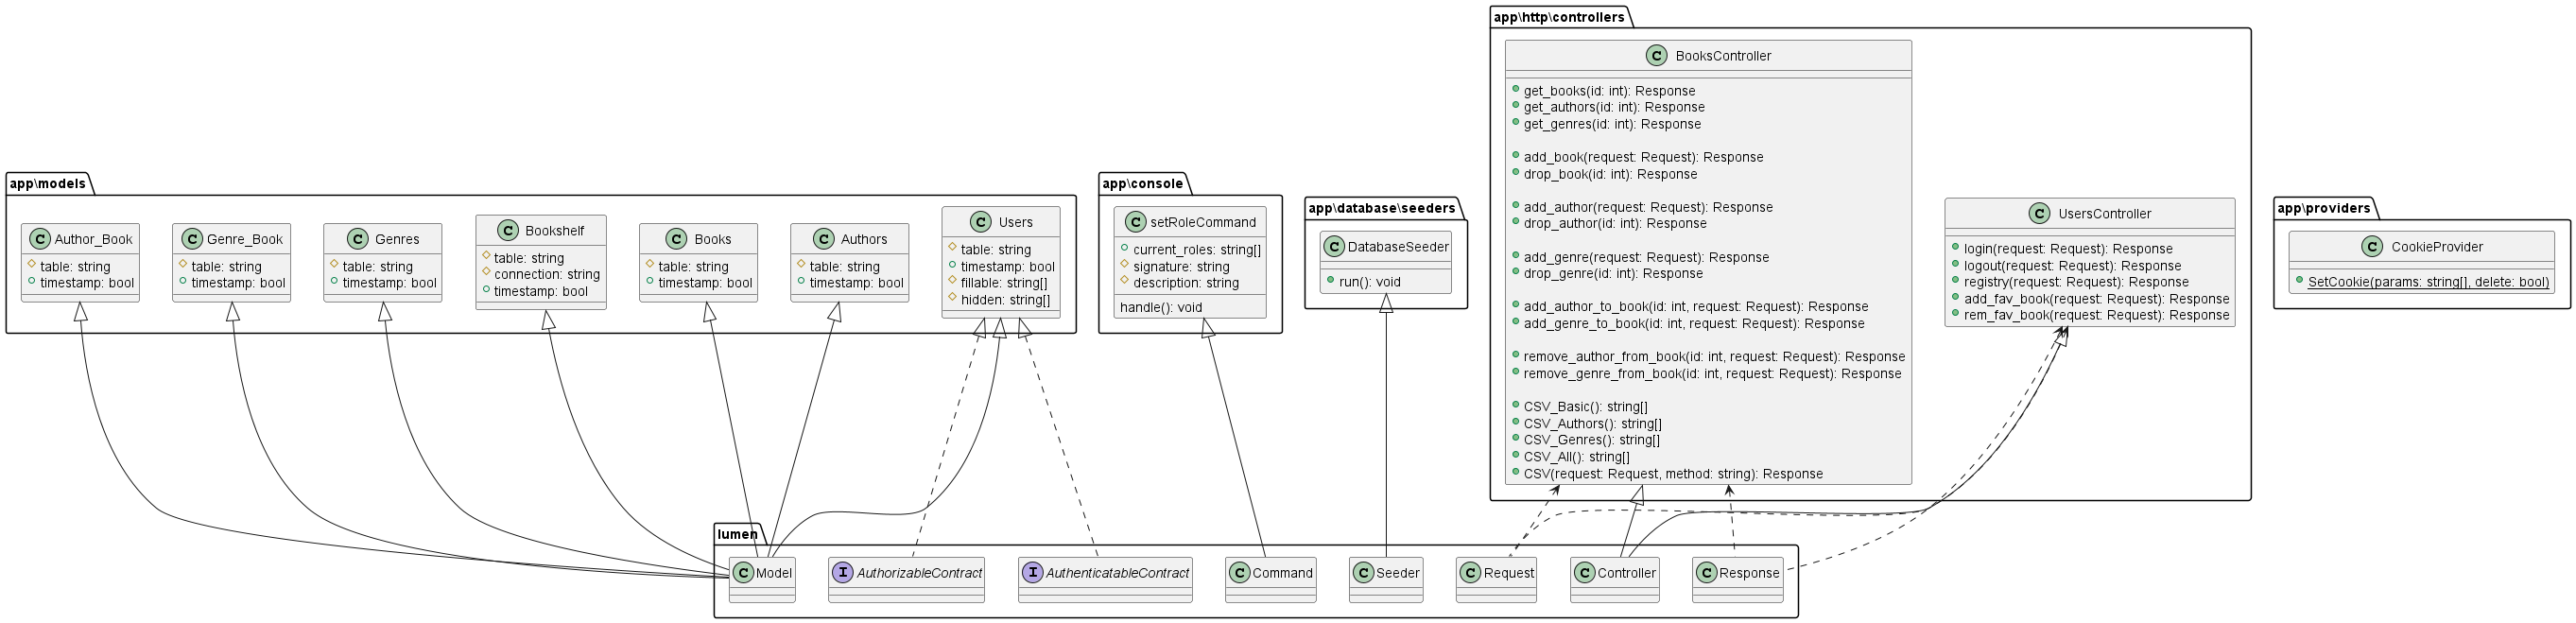 app\models
C Author_Book
table: string
timestamp: bool
C Genre_Book
table: string
timestamp: bool
C Genres
table: string
timestamp: bool
C Bookshelf
table: string
connection: string
timestamp: bool
C Books
table: string
timestamp: bool
C Authors
table: string
timestamp: bool
C Users
table: string
timestamp: bool
fillable: string[]
hidden: string[]
app\console
C setRoleCommand
current_roles: string[]
signature: string
description: string
handle(): void
app\database\seeders
C DatabaseSeeder
run(): void
app\http\controllers
C BooksController
get_books(id: int): Response
get_authors(id: int): Response
get_genres(id: int): Response
add_book(request: Request): Response
drop_book(id: int): Response
add_author(request: Request): Response
drop_author(id: int): Response
add_genre(request: Request): Response
drop_genre(id: int): Response
add_author_to_book(id: int, request: Request): Response
add_genre_to_book(id: int, request: Request): Response
remove_author_from_book(id: int, request: Request): Response
remove_genre_from_book(id: int, request: Request): Response
CSV_Basic(): string[]
CSV_Authors(): string[]
CSV_Genres(): string[]
CSV_All(): string[]
CSV(request: Request, method: string): Response
C UsersController
login(request: Request): Response
logout(request: Request): Response
registry(request: Request): Response
add_fav_book(request: Request): Response
rem_fav_book(request: Request): Response
app\providers
C CookieProvider
SetCookie(params: string[], delete: bool)
lumen
C Model
I AuthorizableContract
I AuthenticatableContract
C Command
C Seeder
C Request
C Controller
C Response